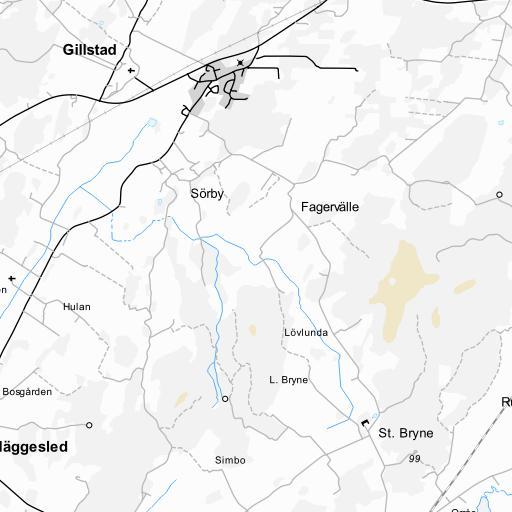 Gillstad
Sörby
Fagervälle
Hulan
Lövlunda
L. Bryne
Bosgården
St. Bryne
häggesled
Simbo
99